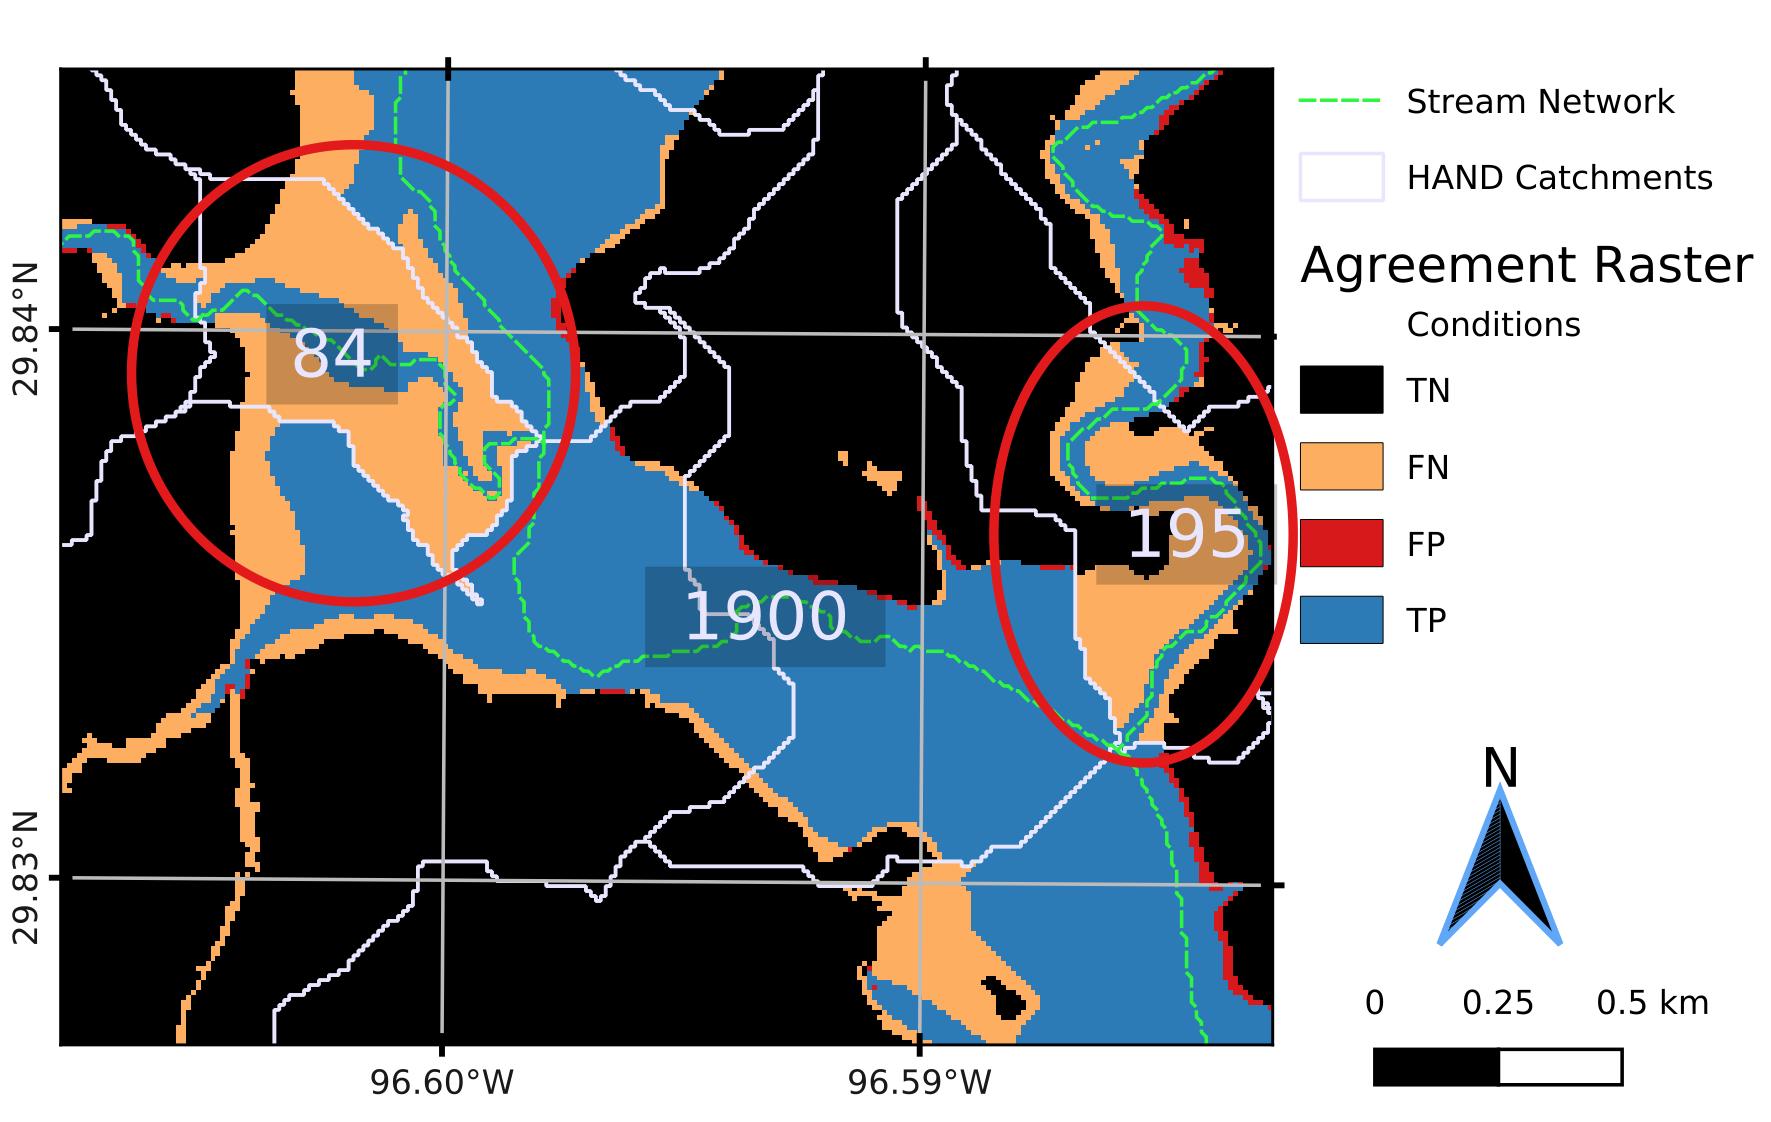 Stream Network
HAND Catchments
Agreement Raster
Conditions
TN
FN
FP
TP
84
195
1900
29.84°N
29.83°N
96.60°W
96.59°W
N
0 0.25 0.5 km